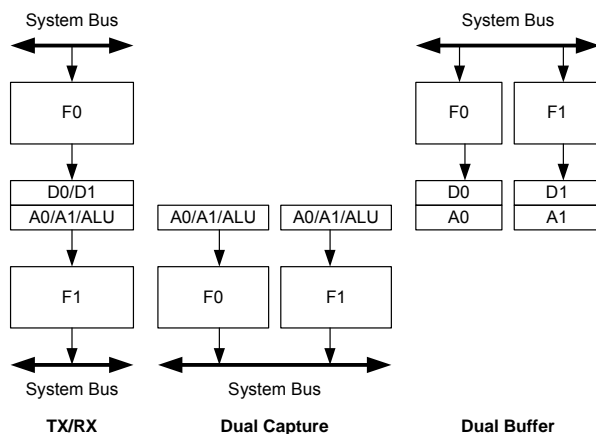 System Bus
System Bus
F0
F0
F1
D0/D1
D0
D1
A0/A1/ALU
A0/A1/ALU
A0/A1/ALU
A0
A1
F1
F0
F1
System Bus
System Bus
TX/RX
Dual Capture
Dual Buffer